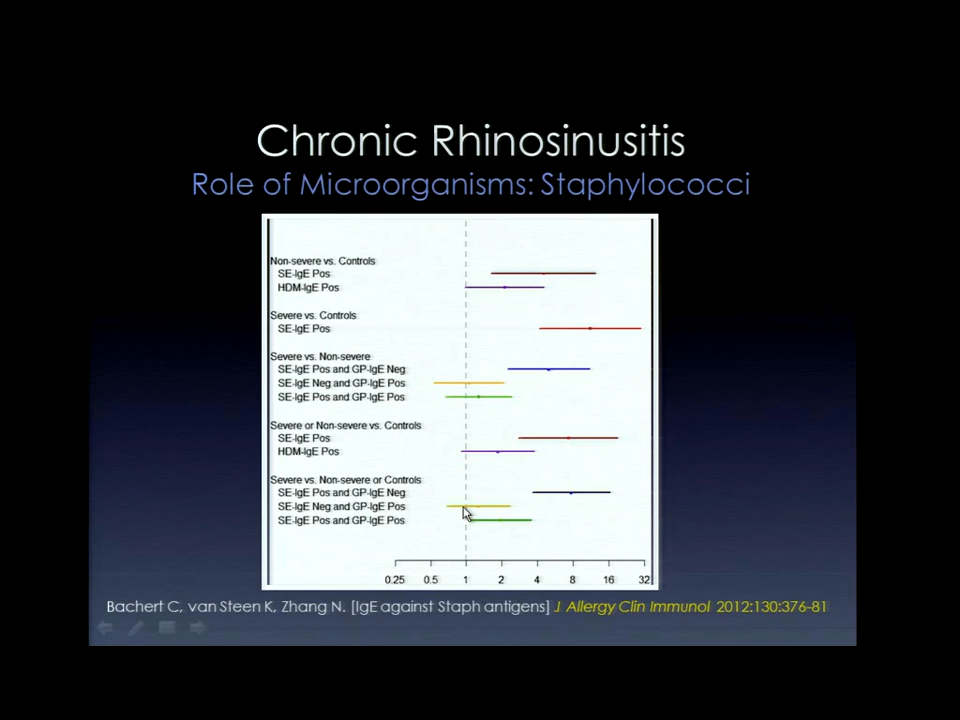 Chronic Rhinosinusitis
Role of Microorganisms: Staphylococci
Non-severe vs. Controls
SE-IgE Pos
HDM-IgE Pos
Severe vs. Controls
SE-IgE Pos
Severe vs. Non-severe
SE-IgE Pos and GP-IgE Neg
SE-IgE Neg and GP-IgE Pos
SE-IgE Pos and GP-IgE Pos
Severe or Non-severe vs. Controls
SE-IgE Pos
HDM-IgE Pos
Severe vs. Non-severe or Controls
SE-IgE Pos and GP-IgE Neg
SE-IgE Neg and GP-IgE Pos
SE-IgE Pos and GP-IgE Pos
0.25 0.5 1 2 4 8 16 32
Bachert C, van Steen K, Zhang N. [IgE against Staph antigens] J Allergy Clin Immunol 2012:130:376-81